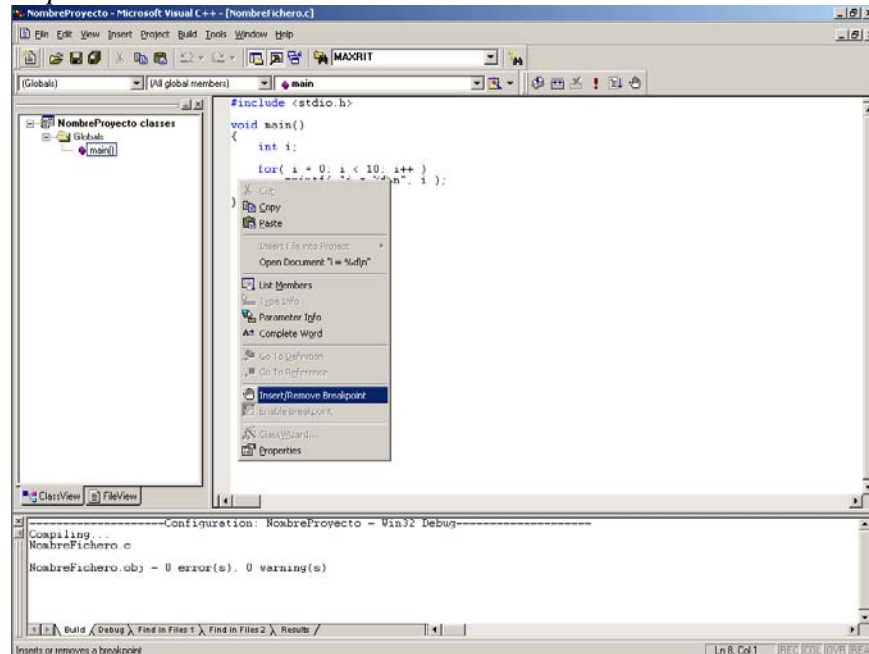 NombreProyecto - Microsoft Visual C++ - [NombreFichero.c]
File Edit View Insert Project Build Tools Window Help
MAXRIT
(Globals) [All global members] main
NombreProyecto classes
Globals
main()
#include <stdio.h>
void main()
{
int i;
for( i = 0; i < 10; i++ )
printf( "i = %d\n", i );
}
Cut
Copy
Paste
Insert File into Project
Open Document "i = %d\n"
List Members
Type Info
Parameter Info
Complete Word
Go To Definition
Go To Reference
Insert/Remove Breakpoint
Enable Breakpoint
ClassWizard...
Properties
ClassView FileView
--------------------Configuration: NombreProyecto - Win32 Debug--------------------
Compiling...
NombreFichero.c
NombreFichero.obj - 0 error(s), 0 warning(s)
Build Debug Find in Files 1 Find in Files 2 Results
Inserts or removes a breakpoint Ln 8, Col 1 REC COL OVR